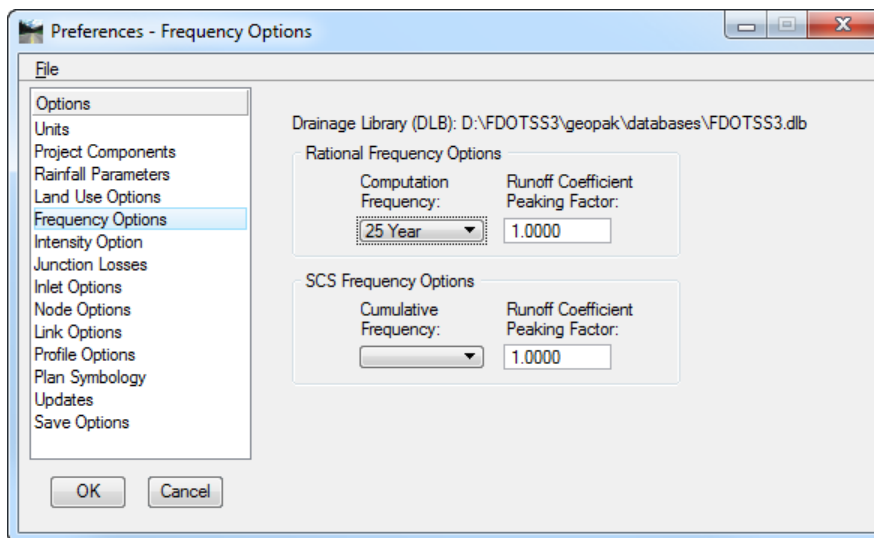 Preferences - Frequency Options
File
Options
Units
Project Components
Rainfall Parameters
Land Use Options
Frequency Options
Intensity Option
Junction Losses
Inlet Options
Node Options
Link Options
Profile Options
Plan Symbology
Updates
Save Options
OK Cancel
Drainage Library (DLB): D:\FDOTSS3\geopak\databases\FDOTSS3.dlb
Rational Frequency Options
Computation Runoff Coefficient
Frequency: Peaking Factor:
25 Year 1.0000
SCS Frequency Options
Cumulative Runoff Coefficient
Frequency: Peaking Factor:
1.0000